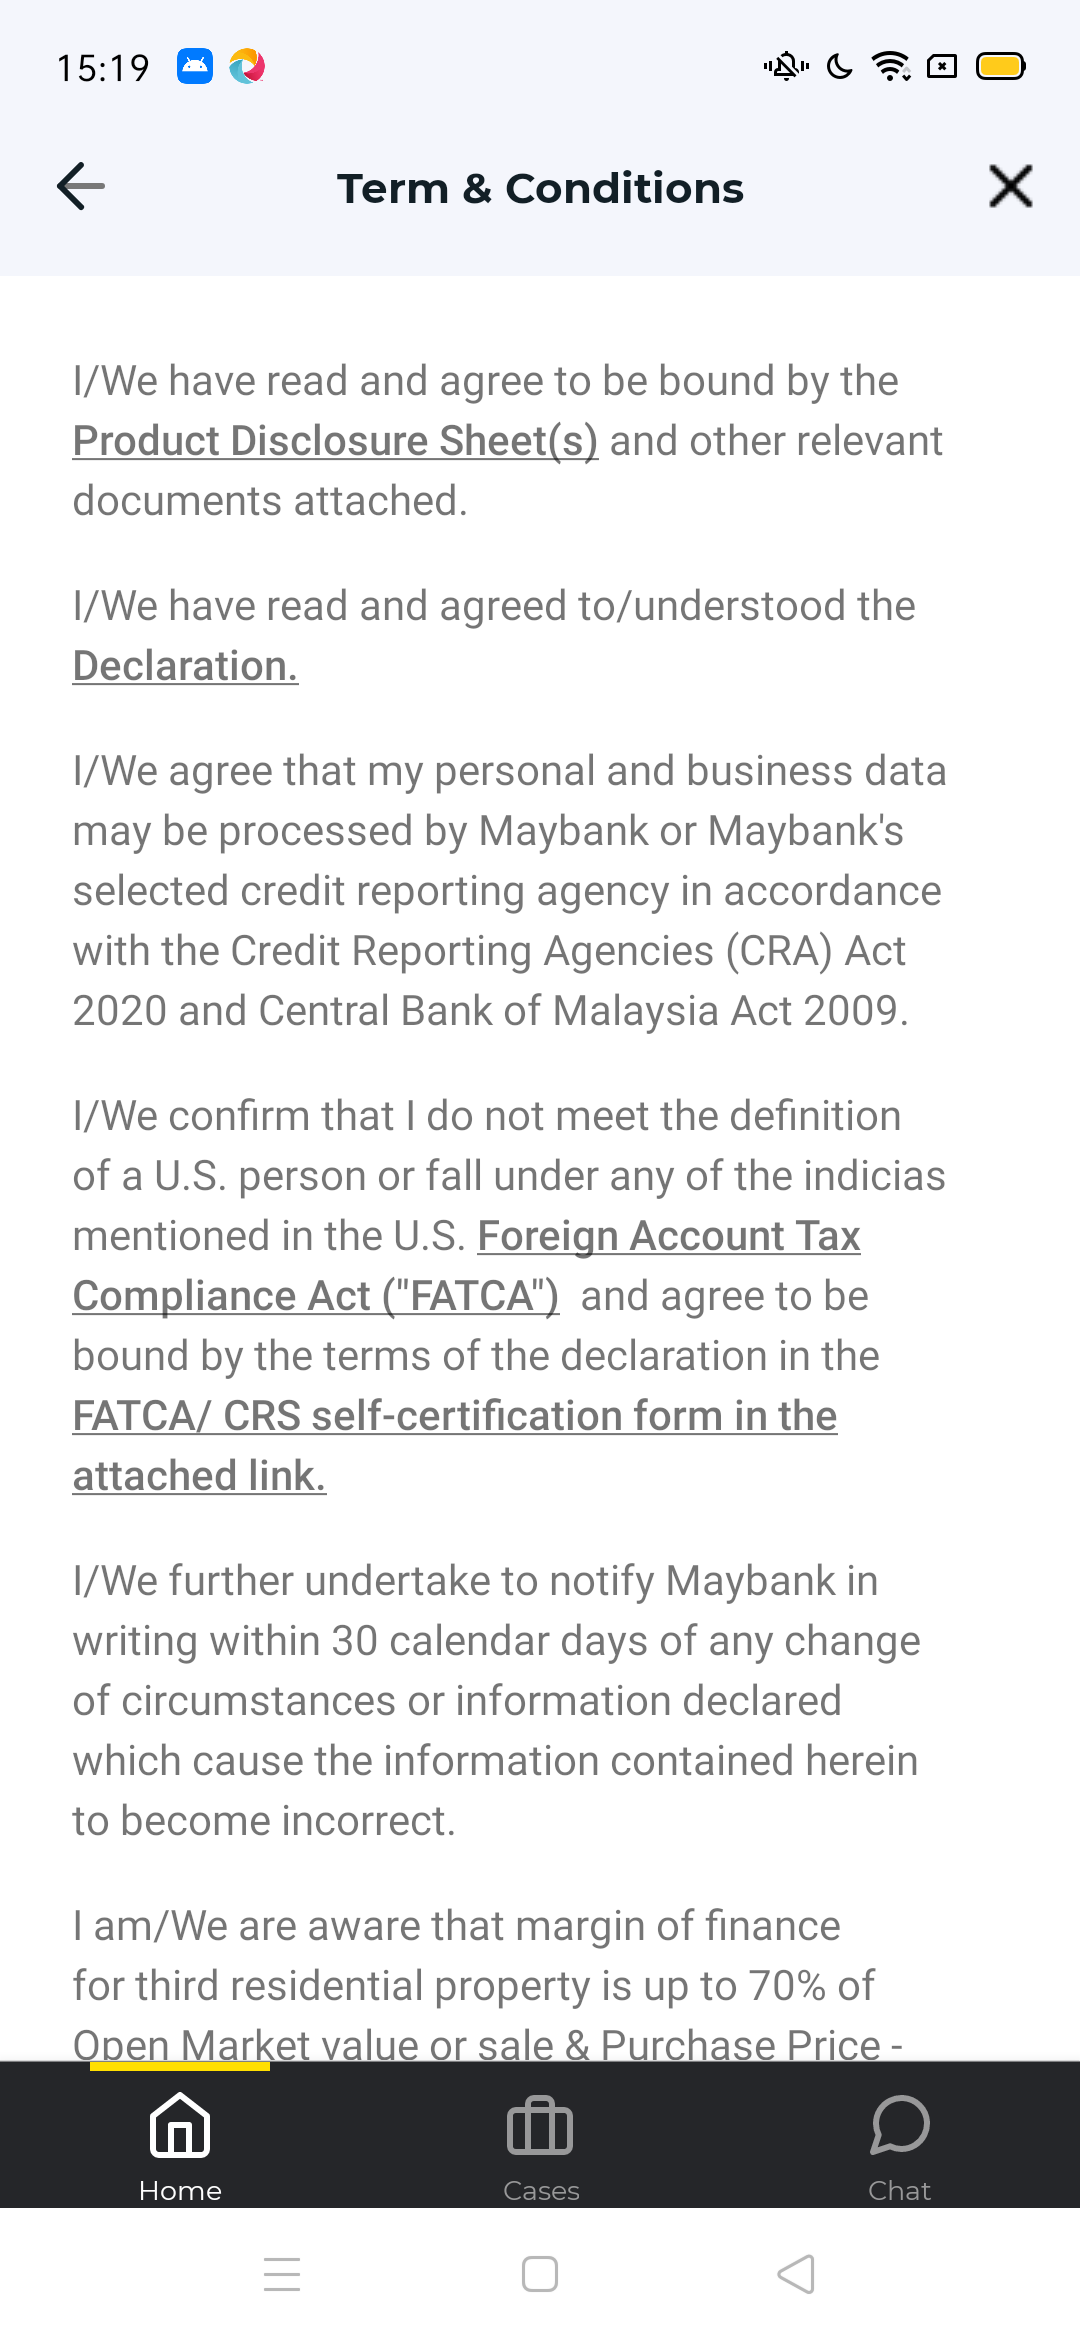 15:19
Term & Conditions
I/We have read and agree to be bound by the
Product Disclosure Sheet(s) and other relevant
documents attached.
I/We have read and agreed to/understood the
Declaration.
I/We agree that my personal and business data
may be processed by Maybank or Maybank's
selected credit reporting agency in accordance
with the Credit Reporting Agencies (CRA) Act
2020 and Central Bank of Malaysia Act 2009.
I/We confirm that I do not meet the definition
of a U.S. person or fall under any of the indicias
mentioned in the U.S. Foreign Account Tax
Compliance Act ("FATCA") and agree to be
bound by the terms of the declaration in the
FATCA/ CRS self-certification form in the
attached link.
I/We further undertake to notify Maybank in
writing within 30 calendar days of any change
of circumstances or information declared
which cause the information contained herein
to become incorrect.
I am/We are aware that margin of finance
for third residential property is up to 70% of
Open Market value or sale & Purchase Price -
Home
Cases
Chat